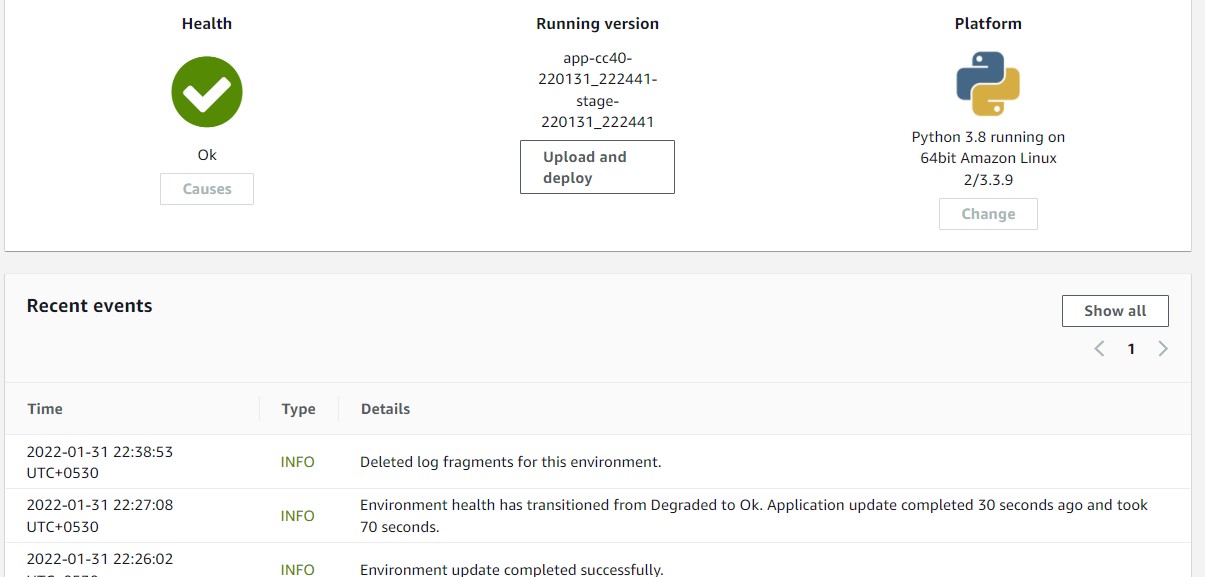 Health
Ok
Causes
Running version
app-cc40-
220131_222441-
stage-
220131_222441
Upload and
deploy
Platform
Python 3.8 running on
64bit Amazon Linux
2/3.3.9
Change
Recent events
Show all
1
Time Type Details
2022-01-31 22:38:53
UTC+0530
INFO
Deleted log fragments for this environment.
2022-01-31 22:27:08
UTC+0530
INFO
Environment health has transitioned from Degraded to Ok. Application update completed 30 seconds ago and took
70 seconds.
2022-01-31 22:26:02
INFO
Environment update completed successfully.